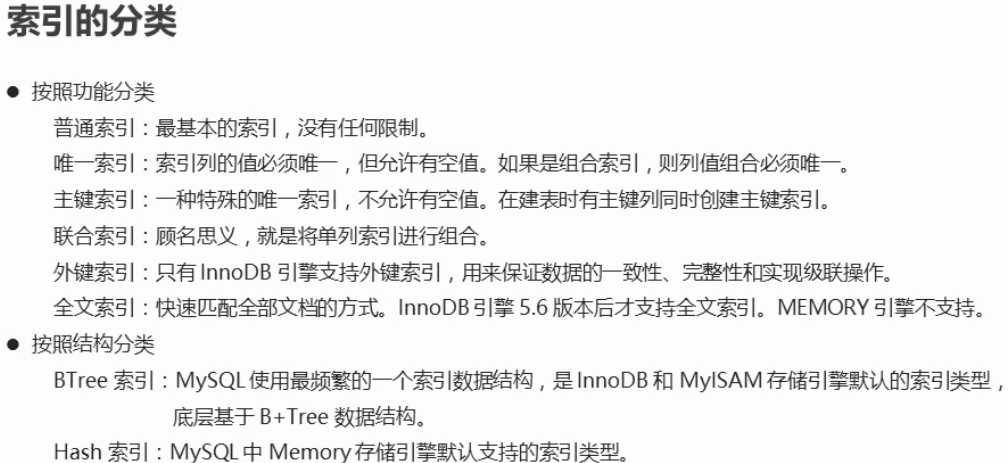 索引的分类
● 按照功能分类
普通索引：最基本的索引，没有任何限制。
唯一索引：索引列的值必须唯一，但允许有空值。如果是组合索引，则列值组合必须唯一。
主键索引：一种特殊的唯一索引，不允许有空值。在建表时有主键列同时创建主键索引。
联合索引：顾名思义，就是将单列索引进行组合。
外键索引：只有 InnoDB 引擎支持外键索引，用来保证数据的一致性、完整性和实现级联操作。
全文索引：快速匹配全部文档的方式。InnoDB 引擎 5.6 版本后才支持全文索引。MEMORY 引擎不支持。
● 按照结构分类
BTree 索引：MySQL 使用最频繁的一个索引数据结构，是 InnoDB 和 MyISAM 存储引擎默认的索引类型，
底层基于 B+Tree 数据结构。
Hash 索引：MySQL 中 Memory 存储引擎默认支持的索引类型。